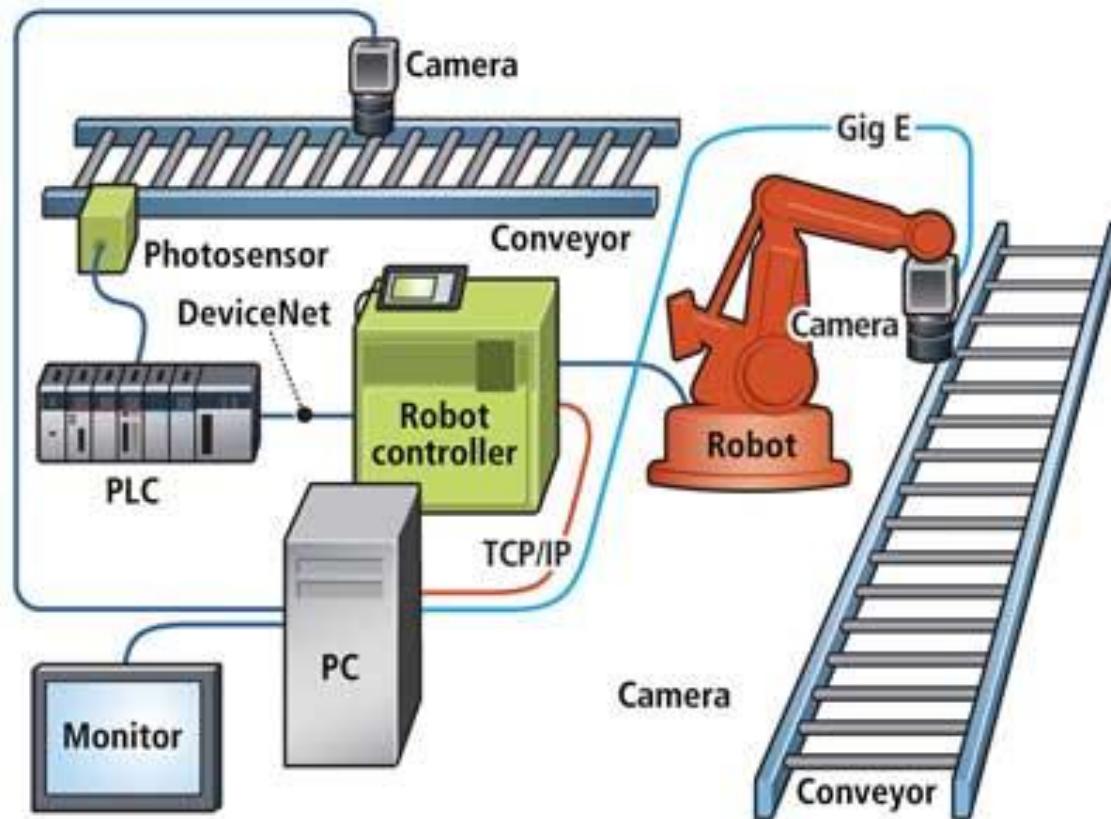 Camera
Gig E
Conveyor
Photosensor
DeviceNet
Camera
Robot
controller
Robot
PLC
TCP/IP
PC
Camera
Monitor
Conveyor